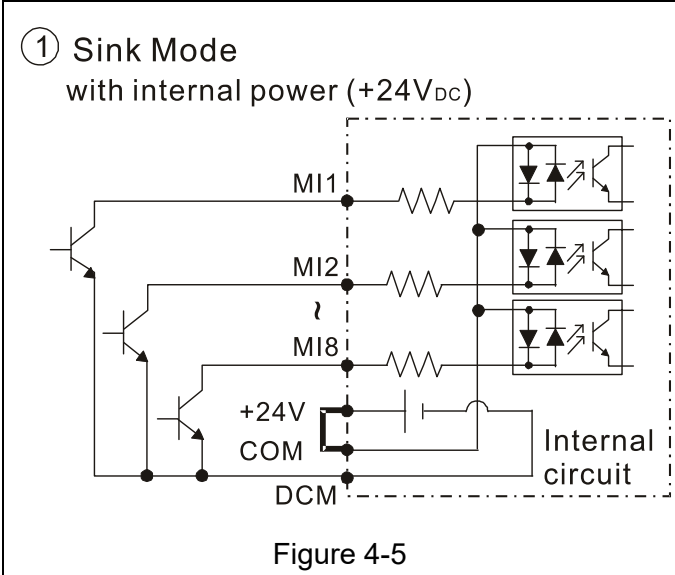 ① Sink Mode
with internal power (+24VDC)
MI1
MI2
~
MI8
+24V
COM
DCM
Internal
circuit
Figure 4-5